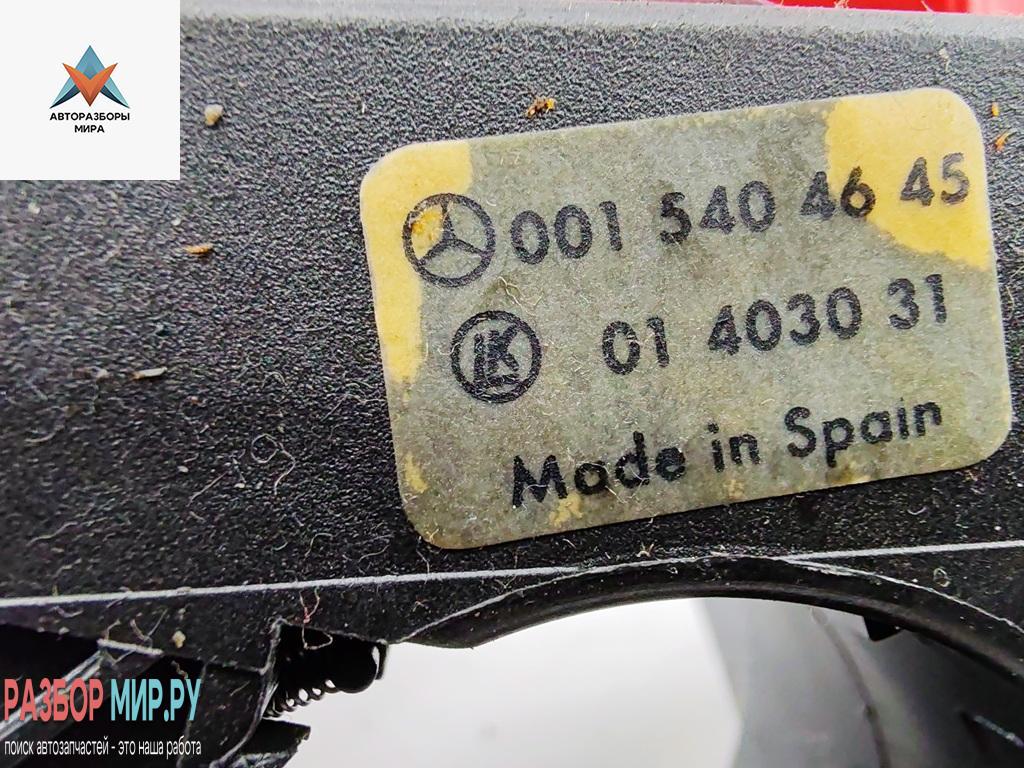 АВТОРАЗБОРЫ
МИРА
001 540 46 45
LK 01 4030 31
Made in Spain
РАЗБОР МИР.РУ
поиск автозапчастей - это наша работа